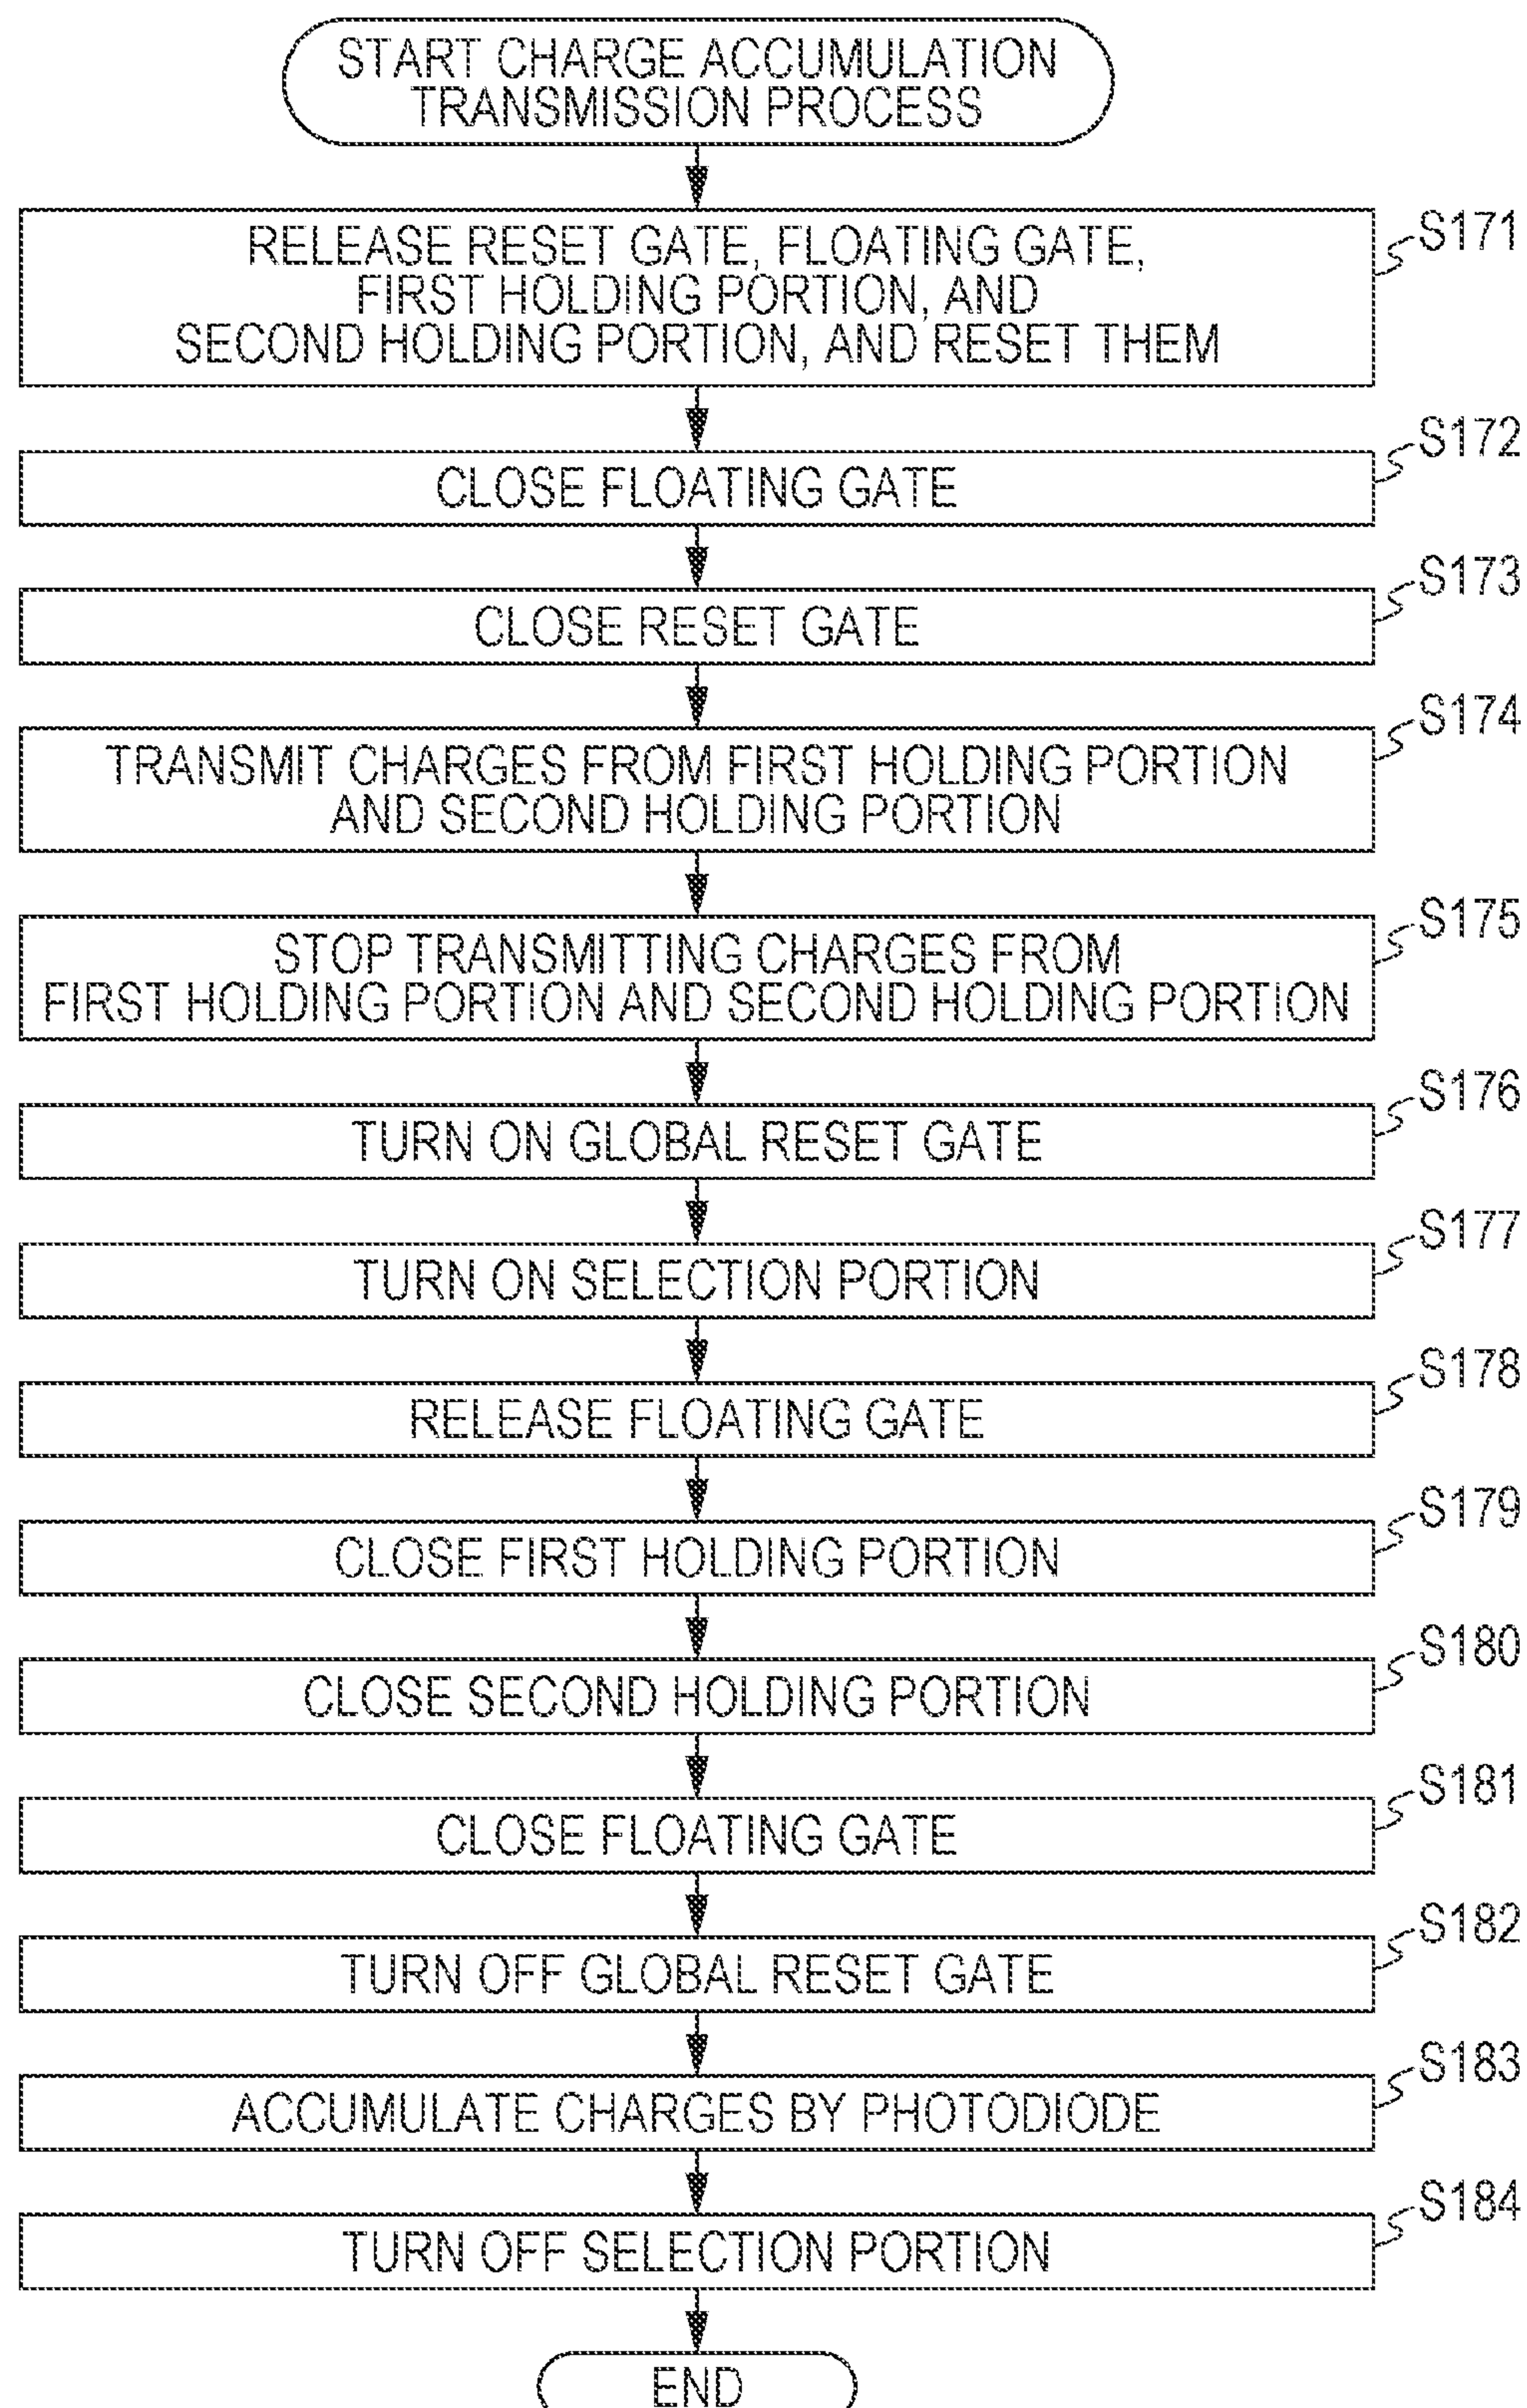 START CHARGE ACCUMULATION
TRANSMISSION PROCESS
RELEASE RESET GATE, FLOATING GATE,
FIRST HOLDING PORTION, AND
SECOND HOLDING PORTION, AND RESET THEM
S171
CLOSE FLOATING GATE
S172
CLOSE RESET GATE
S173
TRANSMIT CHARGES FROM FIRST HOLDING PORTION
AND SECOND HOLDING PORTION
S174
STOP TRANSMITTING CHARGES FROM
FIRST HOLDING PORTION AND SECOND HOLDING PORTION
S175
TURN ON GLOBAL RESET GATE
S176
TURN ON SELECTION PORTION
S177
RELEASE FLOATING GATE
S178
CLOSE FIRST HOLDING PORTION
S179
CLOSE SECOND HOLDING PORTION
S180
CLOSE FLOATING GATE
S181
TURN OFF GLOBAL RESET GATE
S182
ACCUMULATE CHARGES BY PHOTODIODE
S183
TURN OFF SELECTION PORTION
S184
END